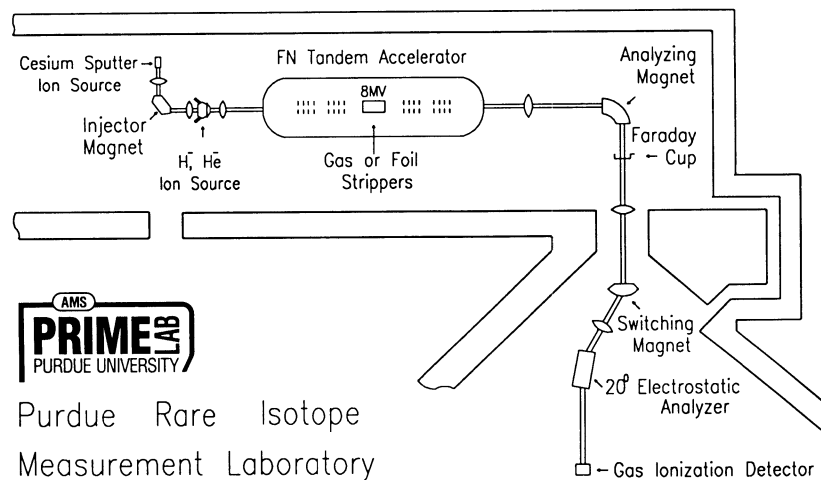 Cesium Sputter
Ion Source
FN Tandem Accelerator
Analyzing
Magnet
8MV
Injector
Magnet
H⁻, He⁻
Ion Source
Gas or Foil
Strippers
Faraday
Cup
AMS
PRIME LAB
PURDUE UNIVERSITY
Switching
Magnet
20° Electrostatic
Analyzer
Purdue Rare Isotope
Measurement Laboratory
Gas Ionization Detector